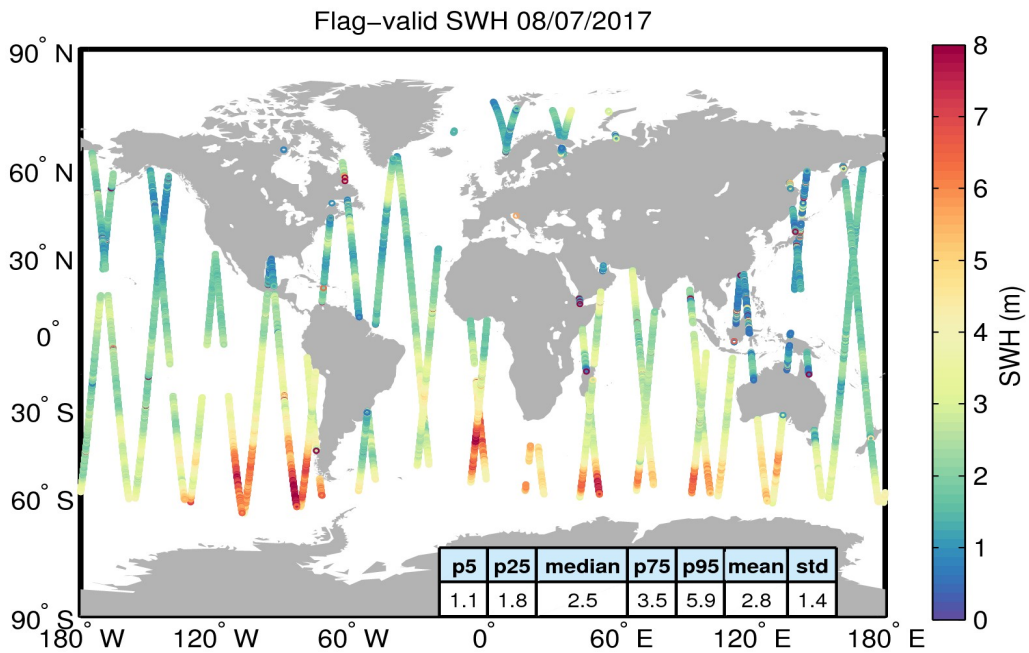 Flag−valid SWH 08/07/2017
90° N
60° N
30° N
0°
30° S
60° S
90° S
180° W
120° W
60° W
0°
60° E
120° E
180° E
p5 p25 median p75 p95 mean std
1.1 1.8 2.5 3.5 5.9 2.8 1.4
8
7
6
5
4
3
2
1
0
SWH (m)